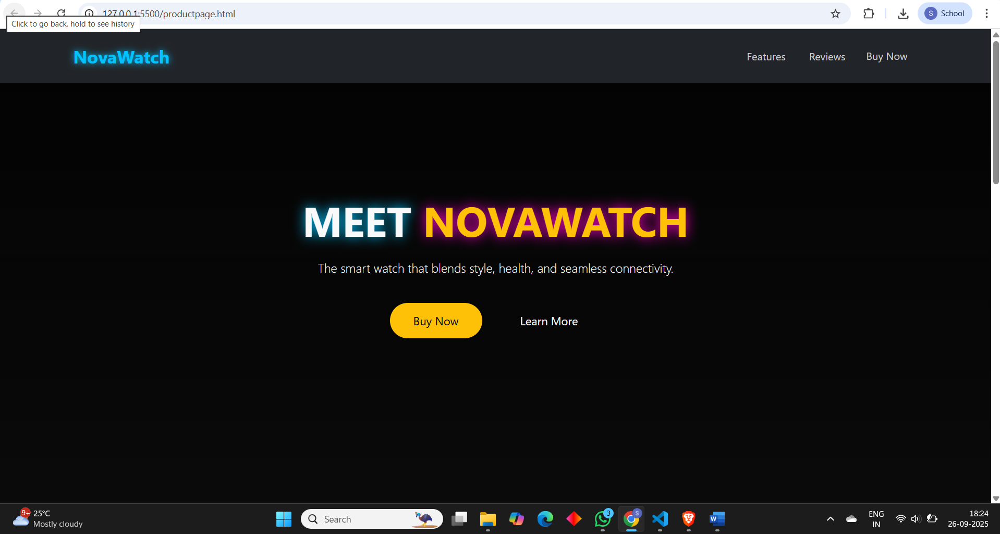 127.0.0.1:5500/productpage.html
S School
Click to go back, hold to see history
NovaWatch
Features Reviews Buy Now
MEET NOVAWATCH
The smart watch that blends style, health, and seamless connectivity.
Buy Now Learn More
9+ 25°C
Mostly cloudy
Search
3
S
W
ENG
IN
18:24
26-09-2025